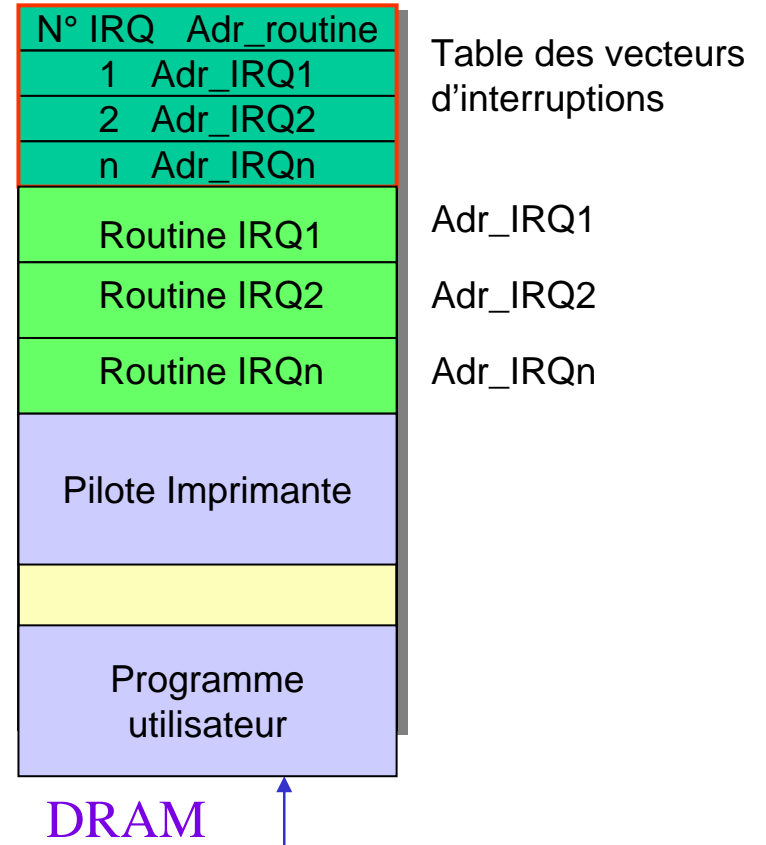 N° IRQ Adr_routine
1 Adr_IRQ1
2 Adr_IRQ2
n Adr_IRQn
Table des vecteurs
d’interruptions
Routine IRQ1
Adr_IRQ1
Routine IRQ2
Adr_IRQ2
Routine IRQn
Adr_IRQn
Pilote Imprimante
Programme
utilisateur
DRAM